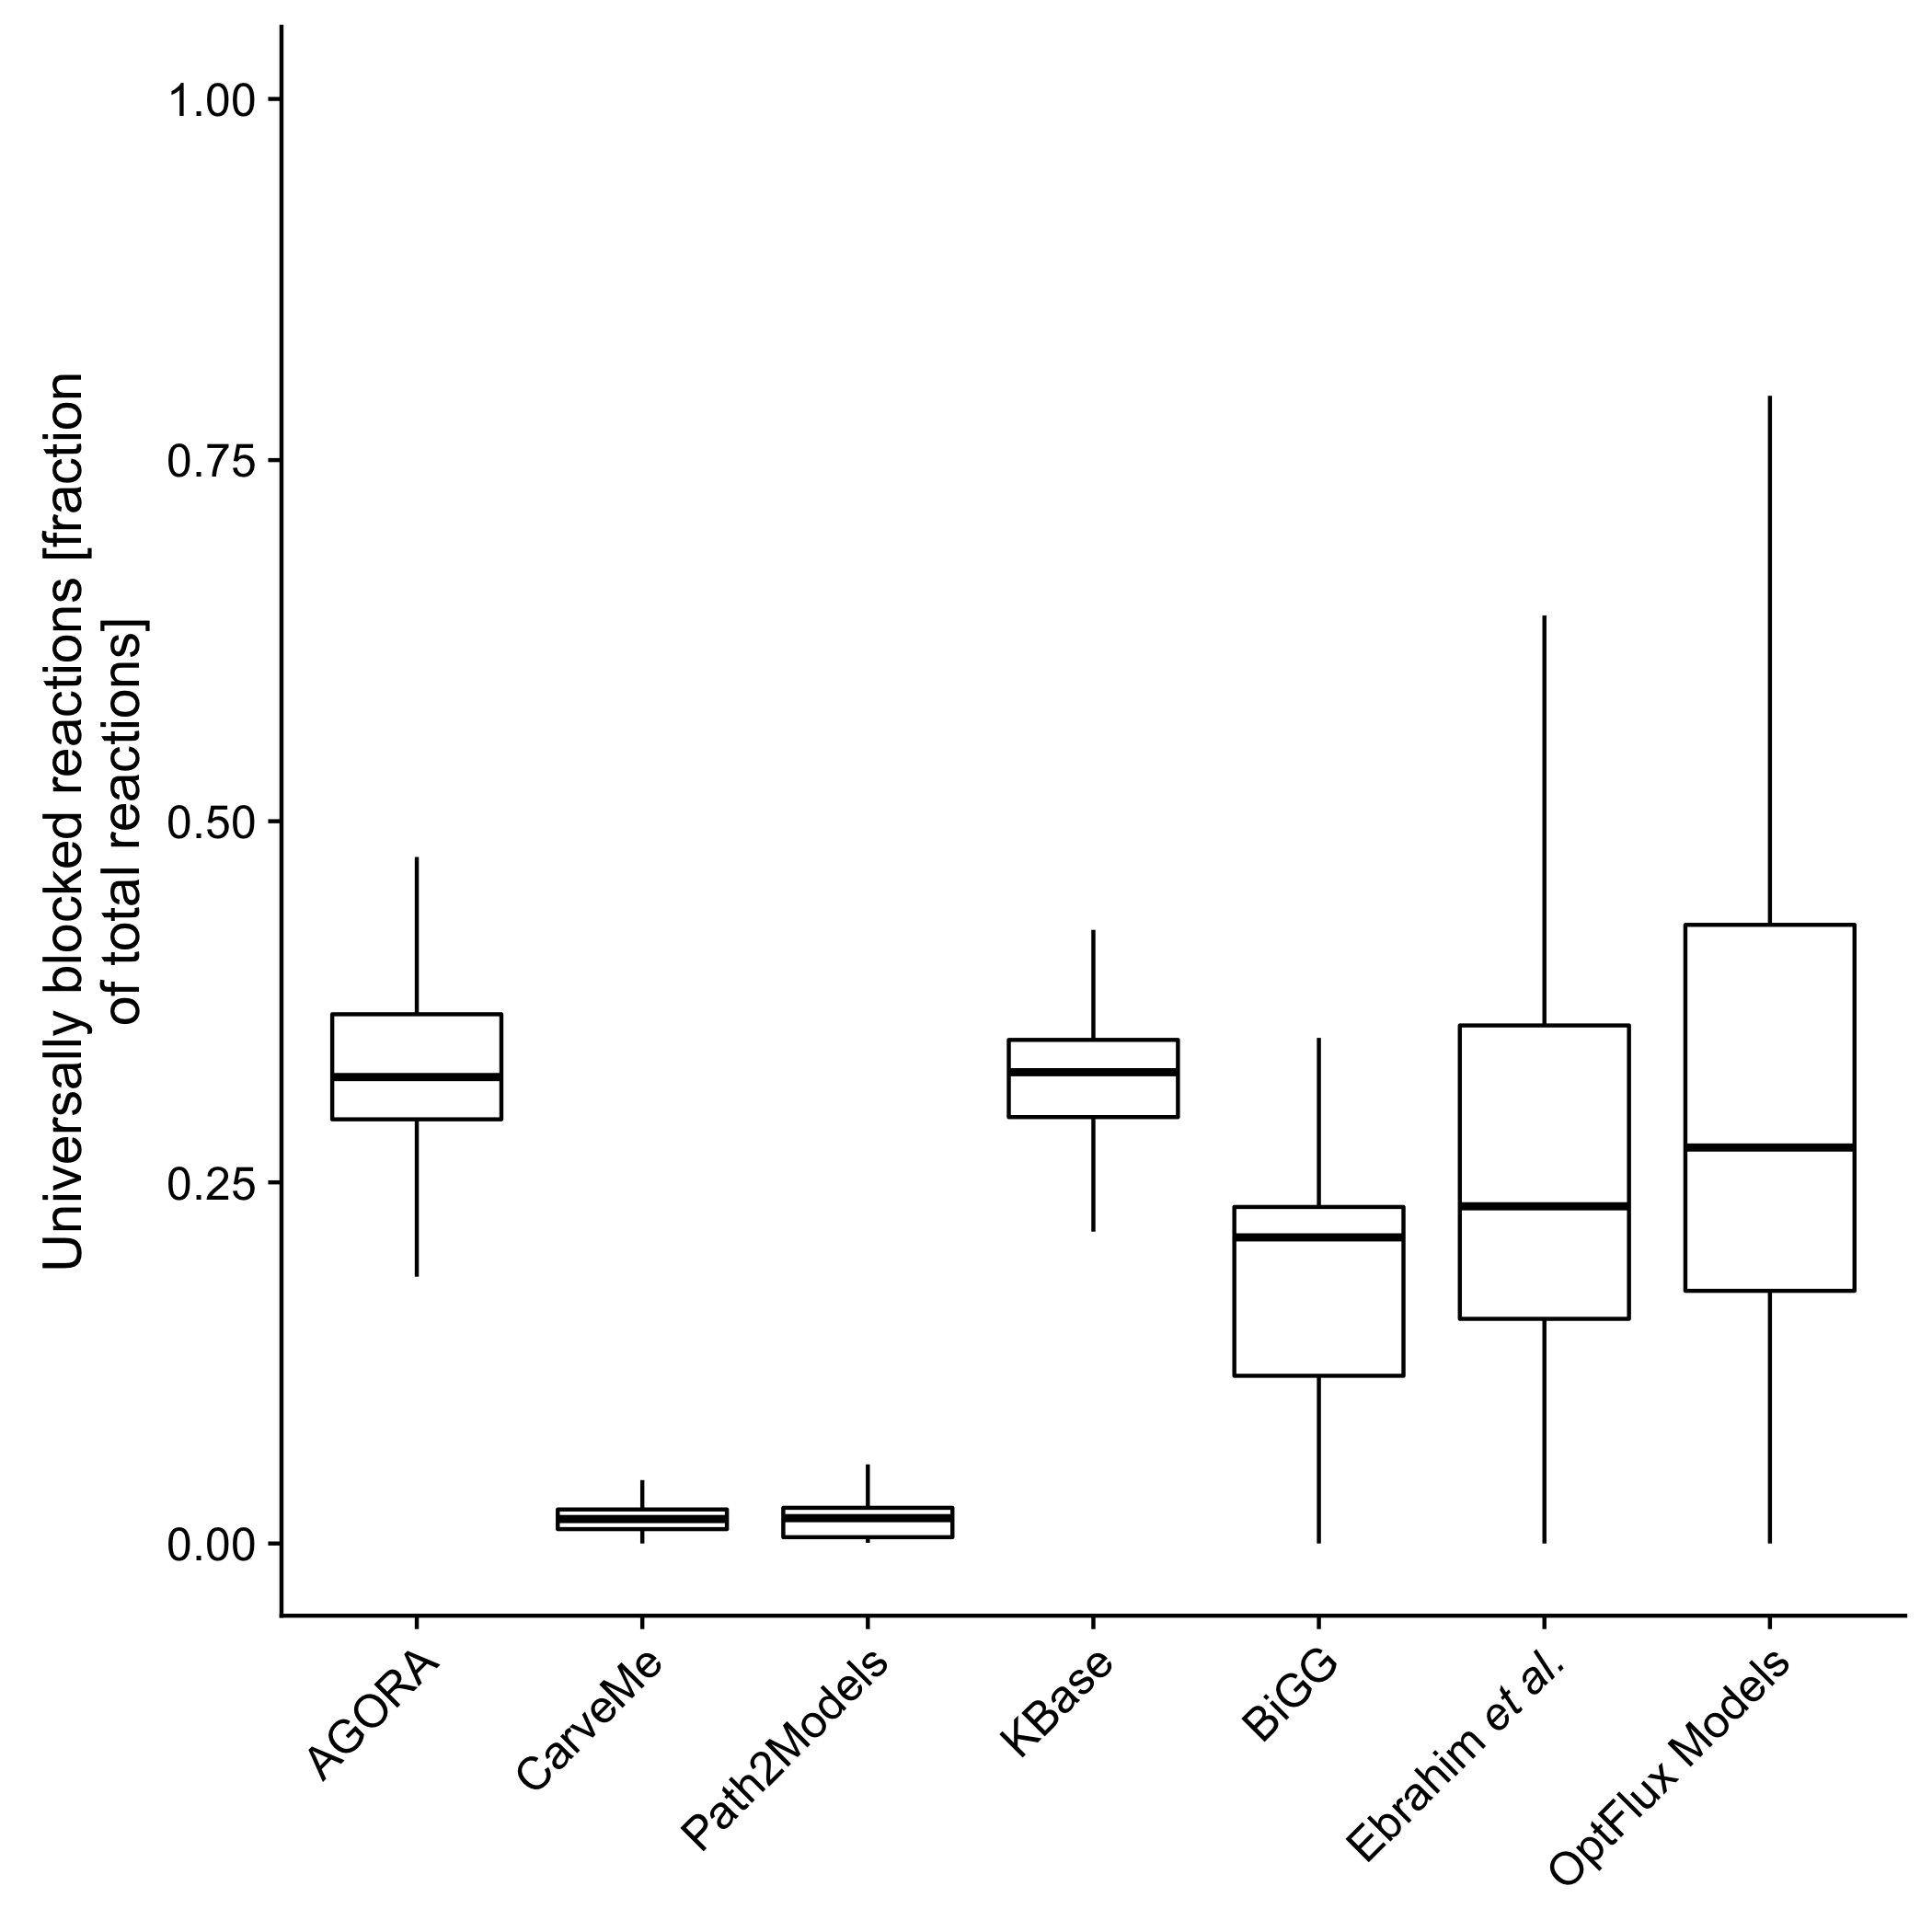 Universally blocked reactions [fraction
of total reactions]
1.00
0.75
0.50
0.25
0.00
AGORA
CarveMe
Path2Models
KBase
BiGG
Ebrahim et al.
OptFlux Models